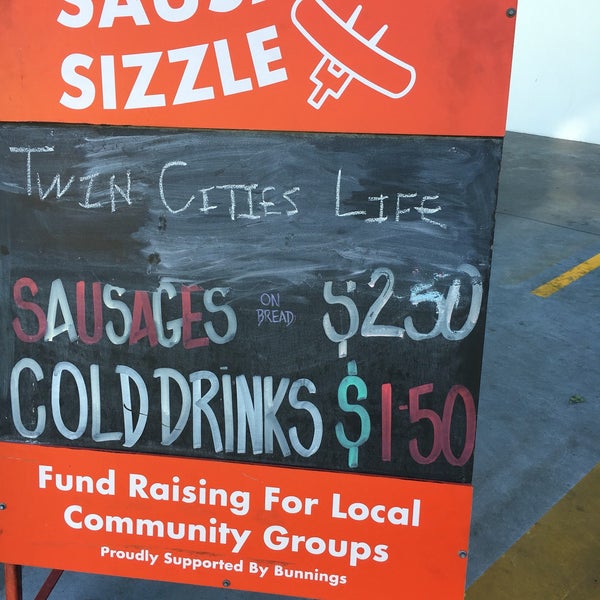 SIZZLE
TWIN CITIES LIFE
SAUSAGES ON BREAD $2.50
COLD DRINKS $1.50
Fund Raising For Local
Community Groups
Proudly Supported By Bunnings